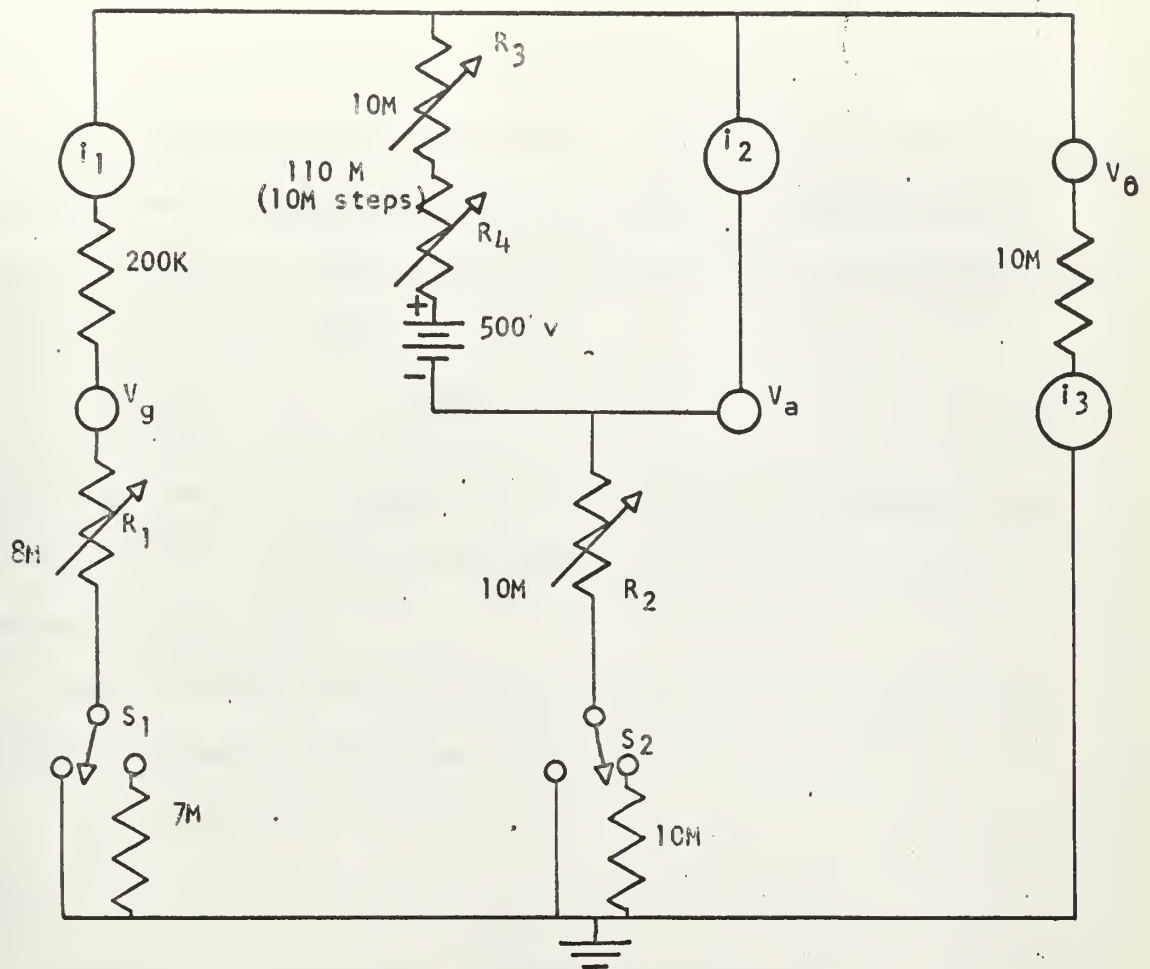 R3
10M
i1
110 M
(10M steps)
i2
Vθ
R4
200K
10M
+
500 v
-
Vg
Va
i3
R1
8M
10M
R2
S1
S2
7M
10M